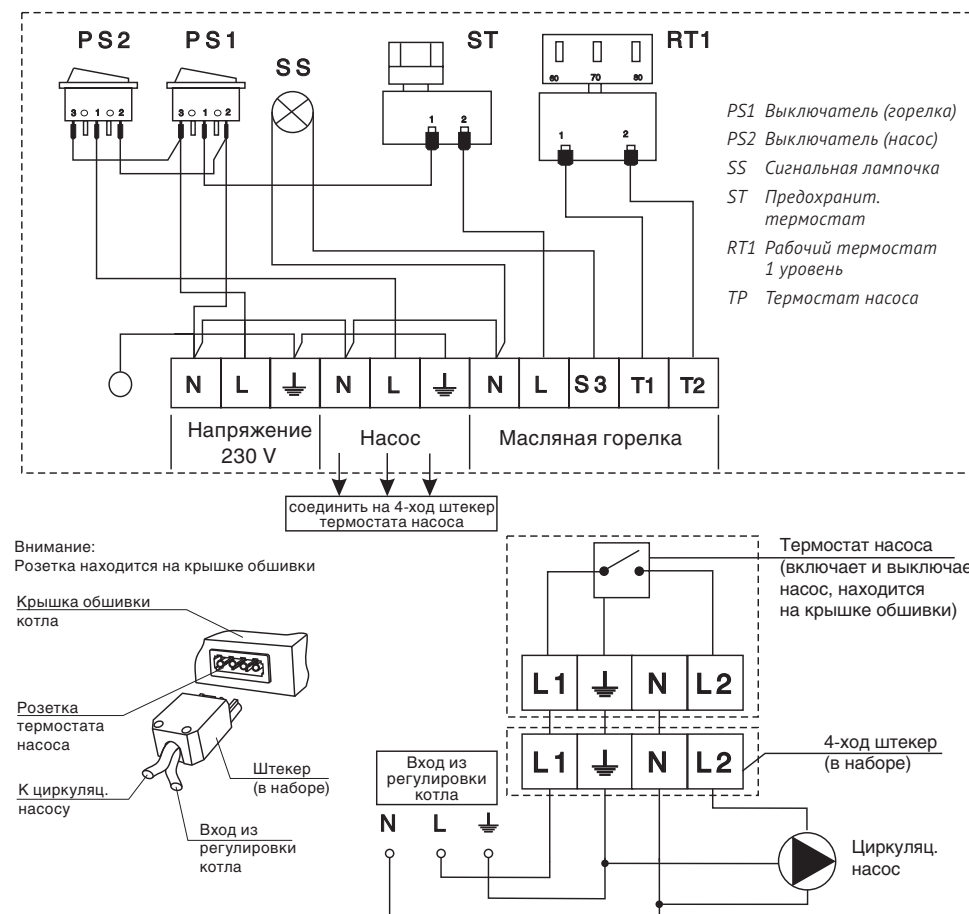 PS2 PS1 SS ST RT1
3 1 2
3 1 2
1 2
60 70 80
1 2
PS1 Выключатель (горелка)
PS2 Выключатель (насос)
SS Сигнальная лампочка
ST Предохранит.
термостат
RT1 Рабочий термостат
1 уровень
TP Термостат насоса
N L N L N L S3 T1 T2
Напряжение
230 V
Насос
Масляная горелка
соединить на 4-ход штекер
термостата насоса
Внимание:
Розетка находится на крышке обшивки
Крышка обшивки
котла
Розетка
термостата
насоса
К циркуляц.
насосу
Штекер
(в наборе)
Вход из
регулировки
котла
Термостат насоса
(включает и выключае
насос, находится
на крышке обшивки)
L1 N L2
L1 N L2
4-ход штекер
(в наборе)
Вход из
регулировки
котла
N L
Циркуляц.
насос